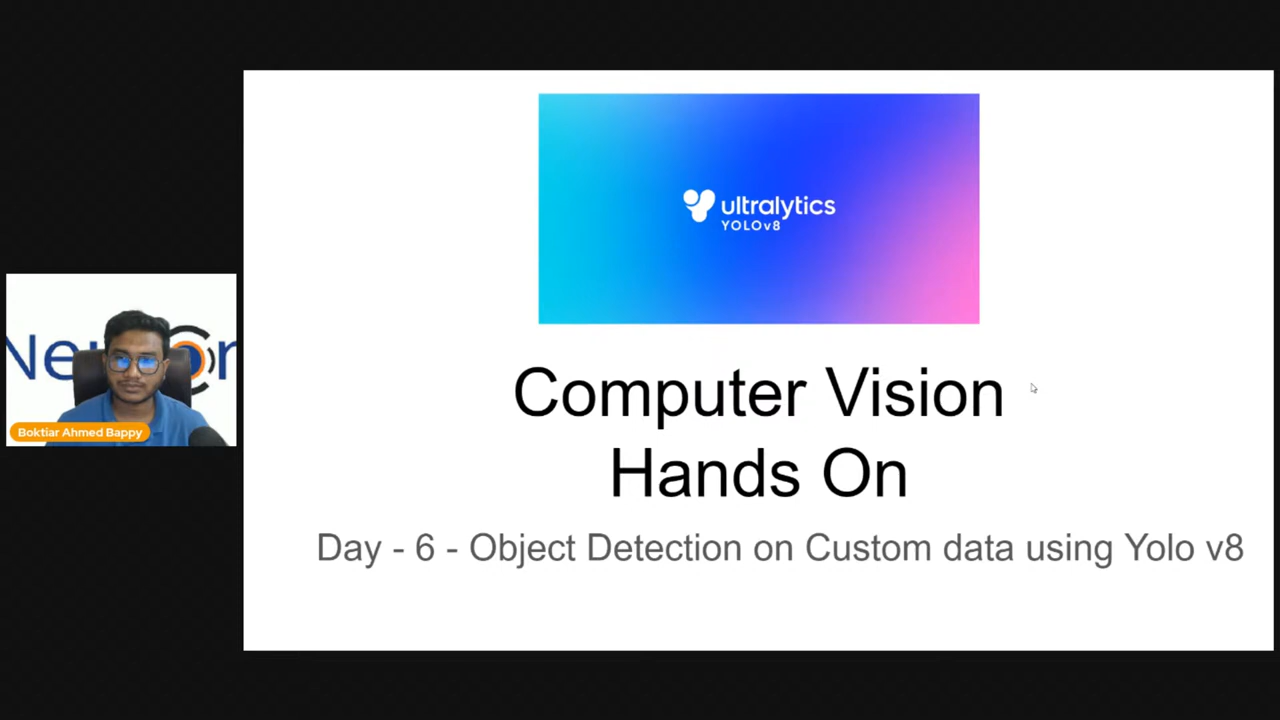 ultralytics
YOLOv8
Computer Vision
Hands On
Day - 6 - Object Detection on Custom data using Yolo v8
Boktiar Ahmed Bappy